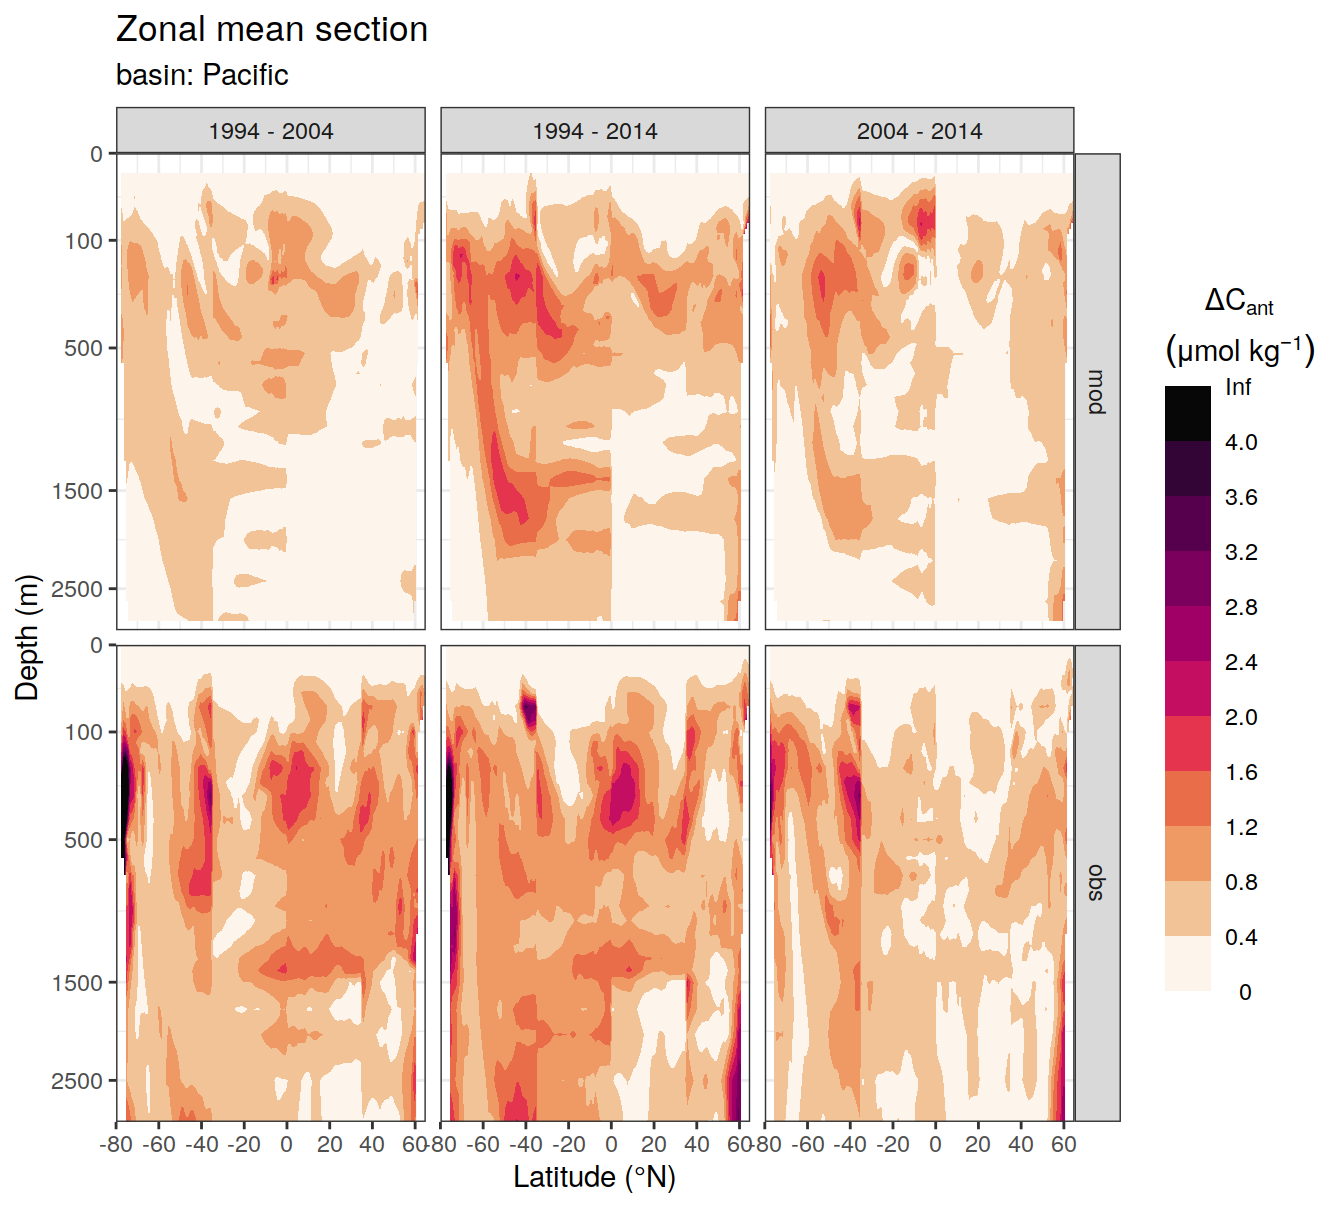 Zonal mean section
basin: Pacific
1994 - 2004
1994 - 2014
2004 - 2014
0
100
500
1500
2500
mod
0
100
500
1500
2500
obs
-80 -60 -40 -20 0 20 40 60
-80 -60 -40 -20 0 20 40 60
-80 -60 -40 -20 0 20 40 60
Latitude (°N)
Depth (m)
ΔCant
(μmol kg⁻¹)
Inf
4.0
3.6
3.2
2.8
2.4
2.0
1.6
1.2
0.8
0.4
0